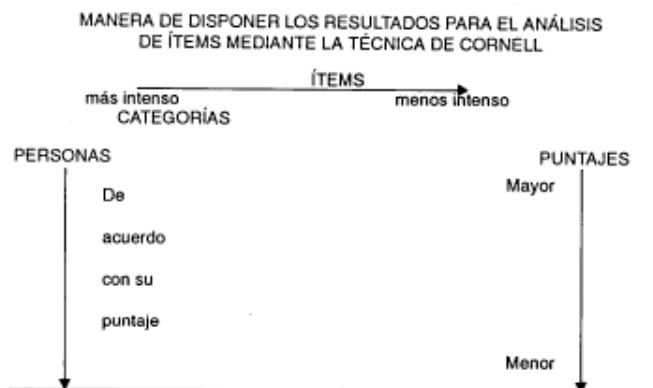 MANERA DE DISPONER LOS RESULTADOS PARA EL ANÁLISIS
DE ÍTEMS MEDIANTE LA TÉCNICA DE CORNELL
ÍTEMS
más intenso menos intenso
CATEGORÍAS
PERSONAS PUNTAJES
De Mayor
acuerdo
con su
puntaje
Menor